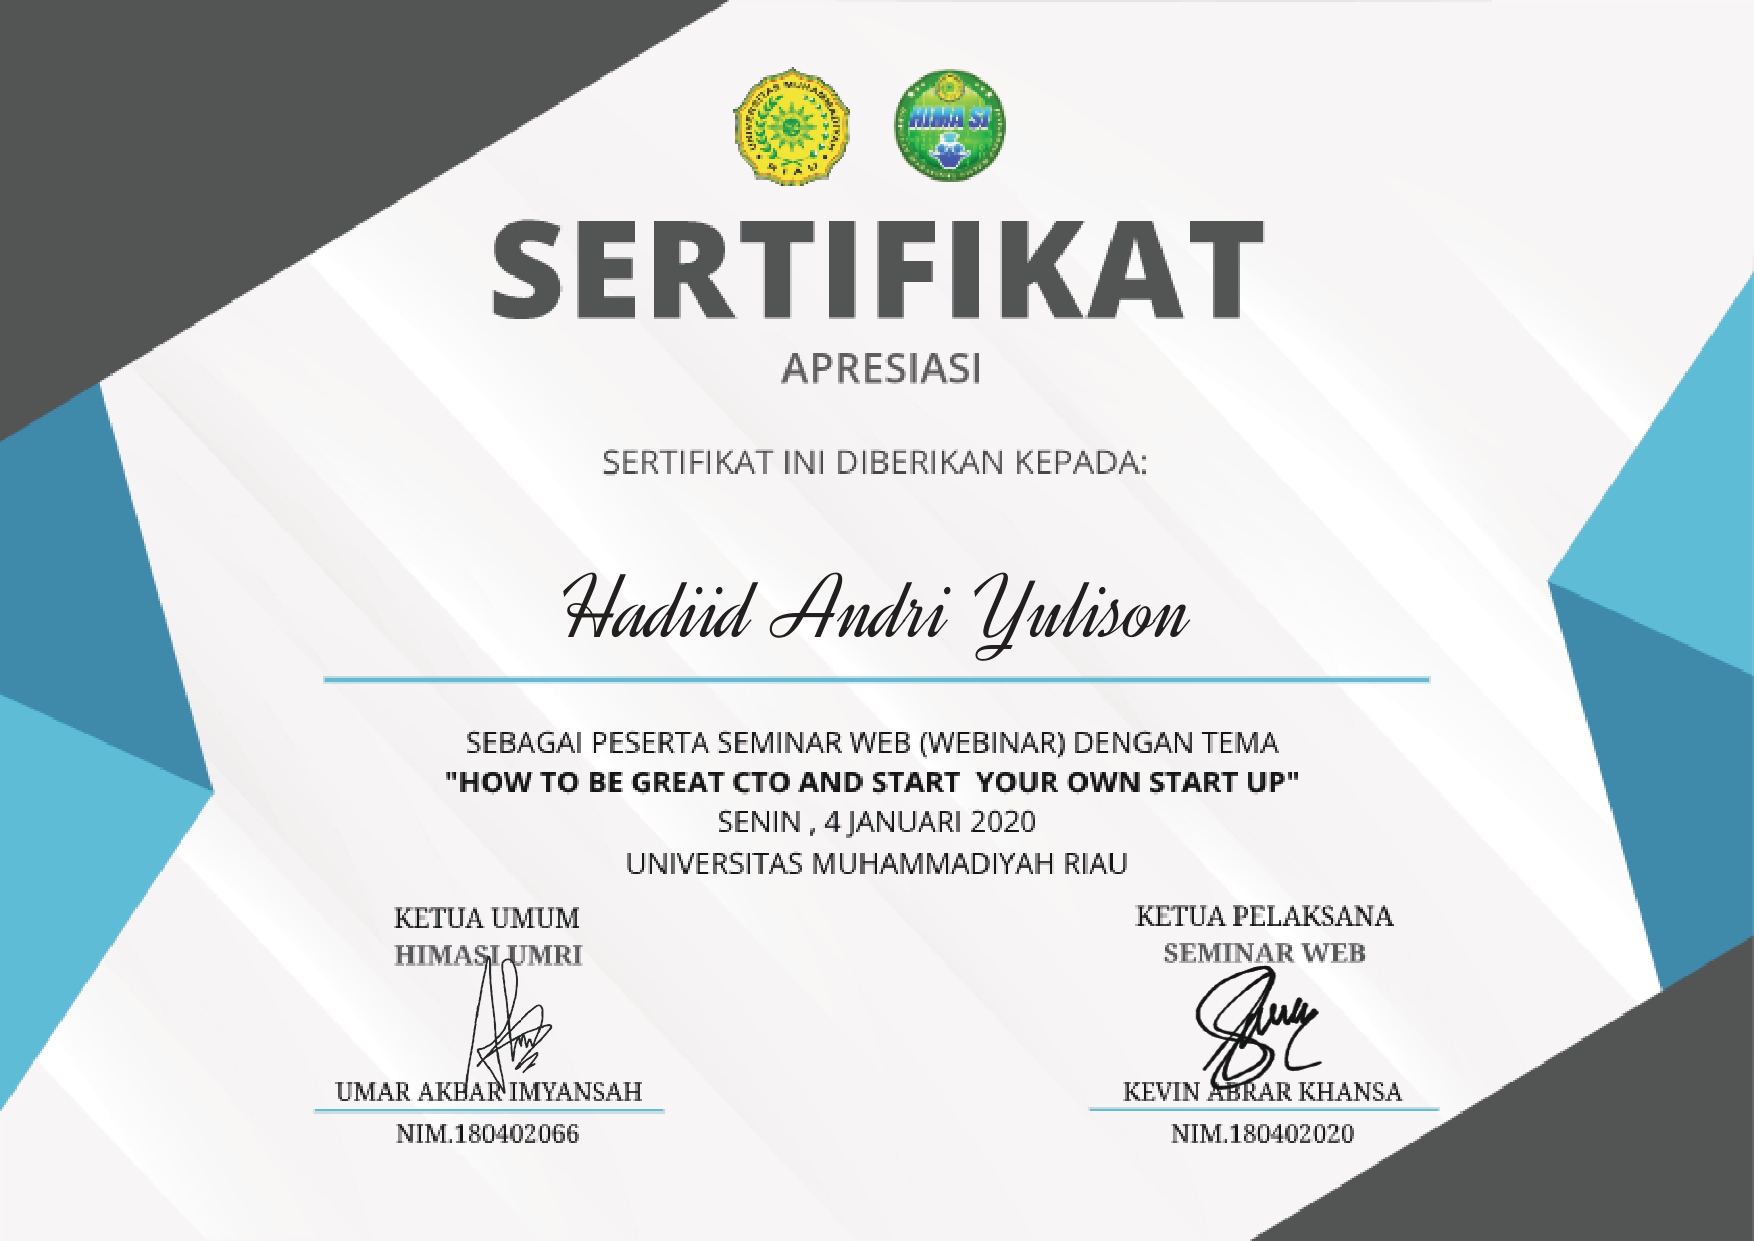 UNIVERSITAS MUHAMMADIYAH
RIAU
HIMA SI
SERTIFIKAT
APRESIASI
SERTIFIKAT INI DIBERIKAN KEPADA:
Hadiid Andri Yulison
SEBAGAI PESERTA SEMINAR WEB (WEBINAR) DENGAN TEMA
"HOW TO BE GREAT CTO AND START  YOUR OWN START UP"
SENIN , 4 JANUARI 2020
UNIVERSITAS MUHAMMADIYAH RIAU
KETUA UMUM
HIMASI UMRI
UMAR AKBAR IMYANSAH
NIM.180402066
KETUA PELAKSANA
SEMINAR WEB
KEVIN ABRAR KHANSA
NIM.180402020